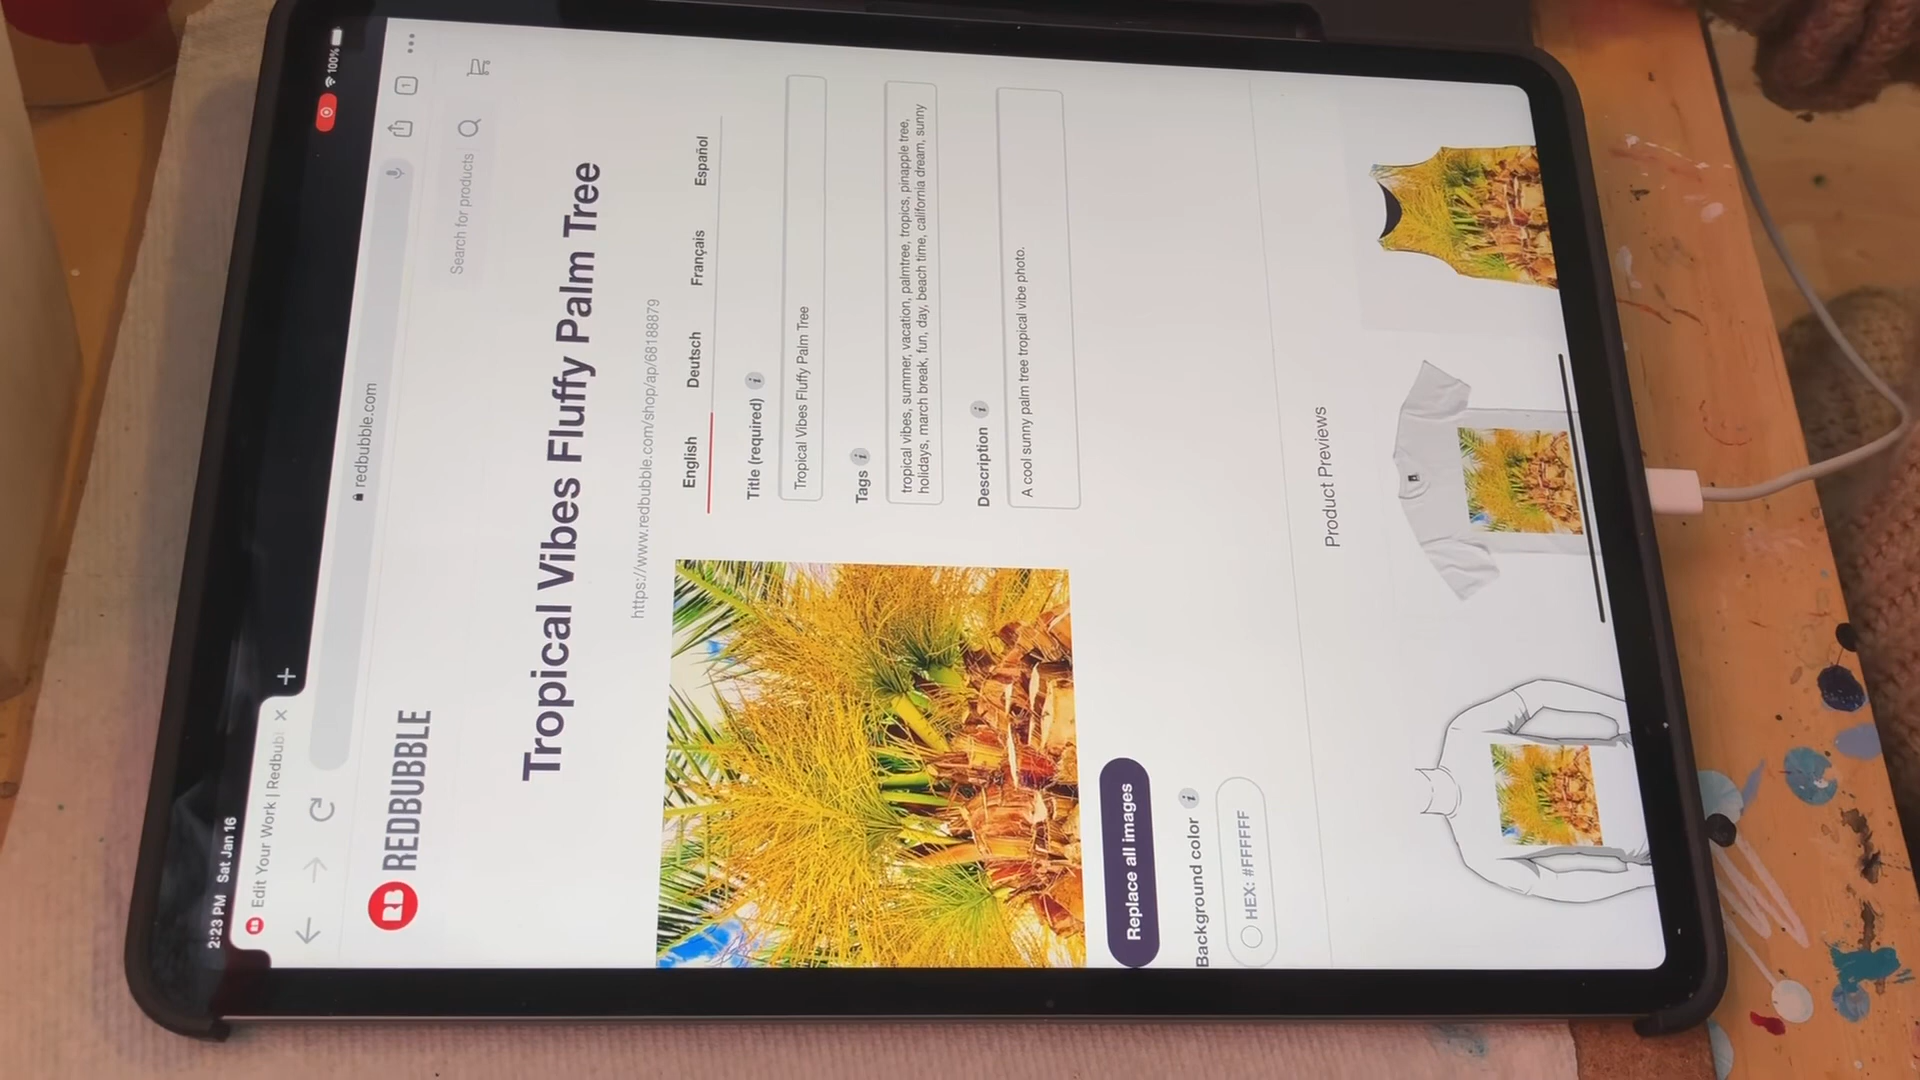 2:23 PM Sat Jan 16
100%
Edit Your Work | Redbubl
redbubble.com
1
REDBUBBLE
Search for products
Tropical Vibes Fluffy Palm Tree
https://www.redbubble.com/shop/ap/68188879
English Deutsch Français Español
Title (required) i
Tropical Vibes Fluffy Palm Tree
Tags i
tropical vibes, summer, vacation, palmtree, tropics, pinapple tree,
holidays, march break, fun, day, beach time, california dream, sunny
Description i
A cool sunny palm tree tropical vibe photo.
Replace all images
Background color i
HEX: #FFFFFF
Product Previews